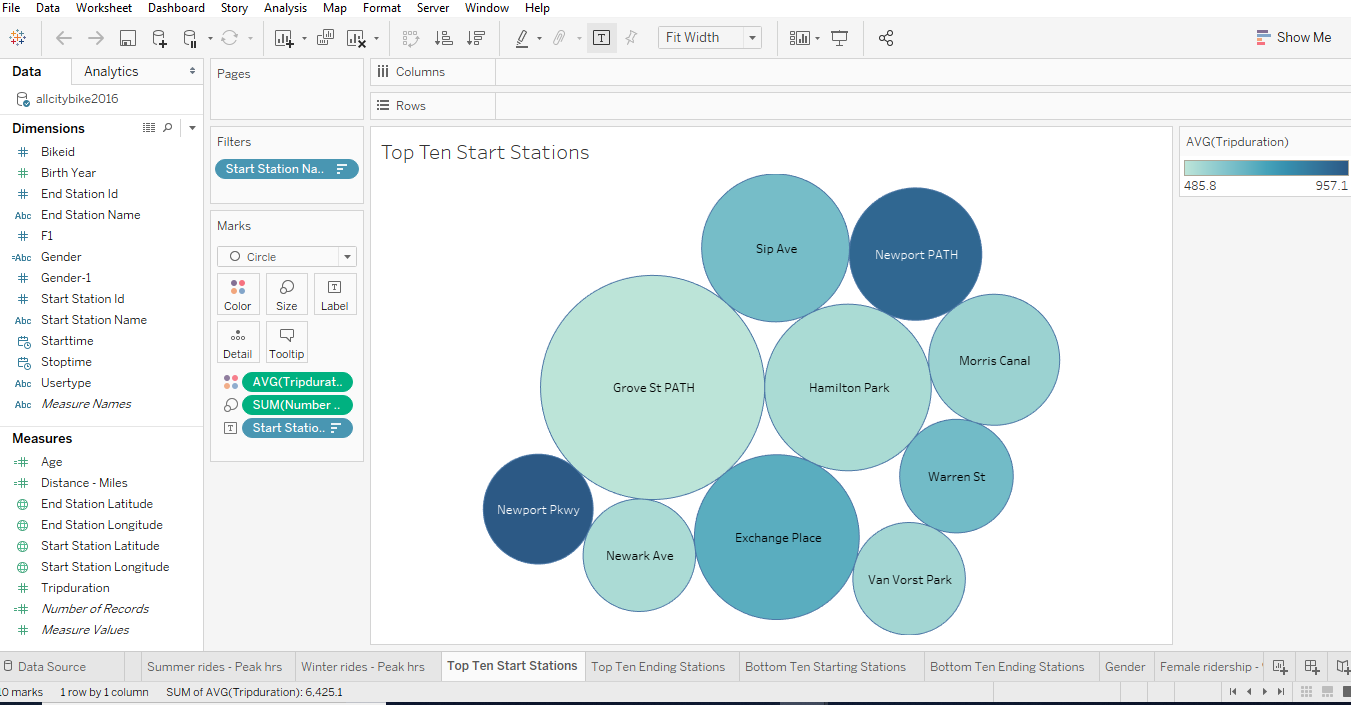 File Data Worksheet Dashboard Story Analysis Map Format Server Window Help
Fit Width
Show Me
Data Analytics
allcitybike2016
Dimensions
Bikeid
Birth Year
End Station Id
Abc End Station Name
F1
=Abc Gender
Gender-1
Start Station Id
Abc Start Station Name
Starttime
Stoptime
Abc Usertype
Abc Measure Names
Measures
Age
Distance - Miles
End Station Latitude
End Station Longitude
Start Station Latitude
Start Station Longitude
Tripduration
Number of Records
Measure Values
Pages
Filters
Start Station Na..
Marks
Circle
Color Size Label
Detail Tooltip
AVG(Tripdurat..
SUM(Number ..
Start Statio..
Columns
Rows
Top Ten Start Stations
Sip Ave
Newport PATH
Morris Canal
Grove St PATH
Hamilton Park
Warren St
Newport Pkwy
Exchange Place
Newark Ave
Van Vorst Park
AVG(Tripduration)
485.8 957.1
Data Source Summer rides - Peak hrs Winter rides - Peak hrs Top Ten Start Stations Top Ten Ending Stations Bottom Ten Starting Stations Bottom Ten Ending Stations Gender Female ridership -
0 marks 1 row by 1 column SUM of AVG(Tripduration): 6,425.1